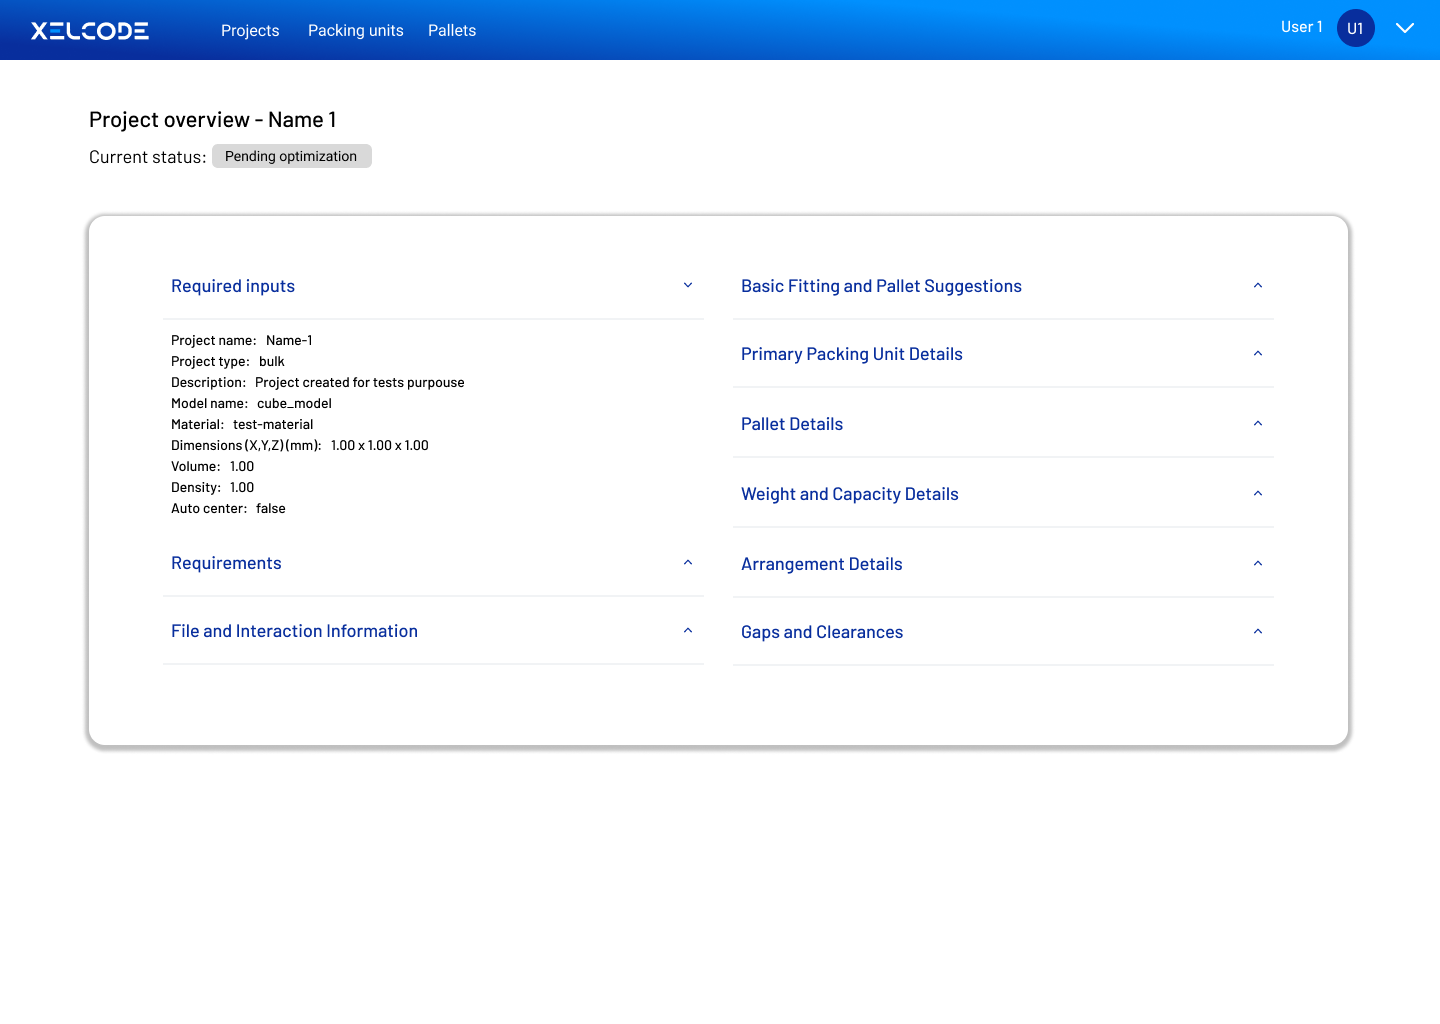 XELCODE
Projects Packing units Pallets
User 1 U1
Project overview - Name 1
Current status: Pending optimization
Required inputs
Project name: Name-1
Project type: bulk
Description: Project created for tests purpouse
Model name: cube_model
Material: test-material
Dimensions (X,Y,Z) (mm): 1.00 x 1.00 x 1.00
Volume: 1.00
Density: 1.00
Auto center: false
Requirements
File and Interaction Information
Basic Fitting and Pallet Suggestions
Primary Packing Unit Details
Pallet Details
Weight and Capacity Details
Arrangement Details
Gaps and Clearances